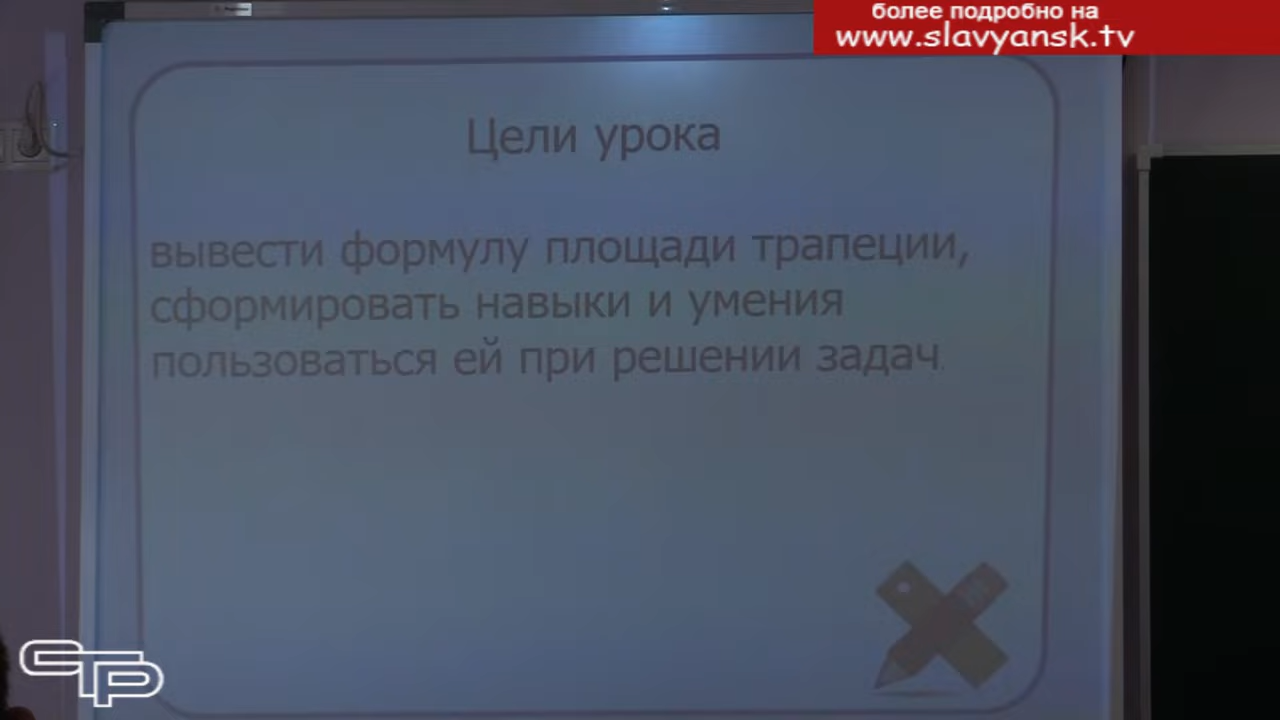 более подробно на
www.slavyansk.tv
Цели урока
вывести формулу площади трапеции,
сформировать навыки и умения
пользоваться ей при решении задач.
СТР